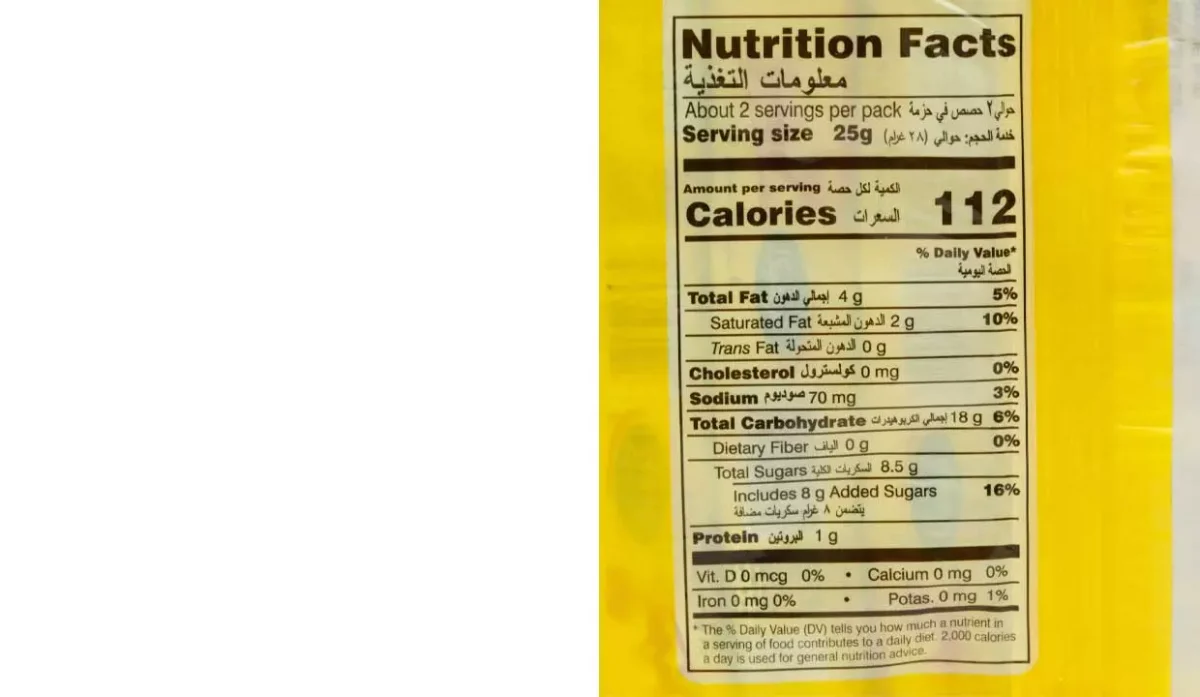 Nutrition Facts
معلومات التغذية
About 2 servings per pack حوالي ٢ حصص في حزمة
Serving size 25g خدمة الحجم: حوالي (٢٨ غرام)
Amount per serving الكمية لكل حصة
Calories السعرات 112
% Daily Value*
الحصة اليومية
Total Fat إجمالي الدهون 4 g 5%
Saturated Fat الدهون المشبعة 2 g 10%
Trans Fat الدهون المتحولة 0 g
Cholesterol كولسترول 0 mg 0%
Sodium صوديوم 70 mg 3%
Total Carbohydrate إجمالي الكربوهيدرات 18 g 6%
Dietary Fiber الياف 0 g 0%
Total Sugars السكريات الكلية 8.5 g
Includes 8 g Added Sugars 16%
يتضمن ٨ غرام سكريات مضافة
Protein البروتين 1 g
Vit. D 0 mcg 0% • Calcium 0 mg 0%
Iron 0 mg 0% • Potas. 0 mg 1%
* The % Daily Value (DV) tells you how much a nutrient in
a serving of food contributes to a daily diet. 2,000 calories
a day is used for general nutrition advice.